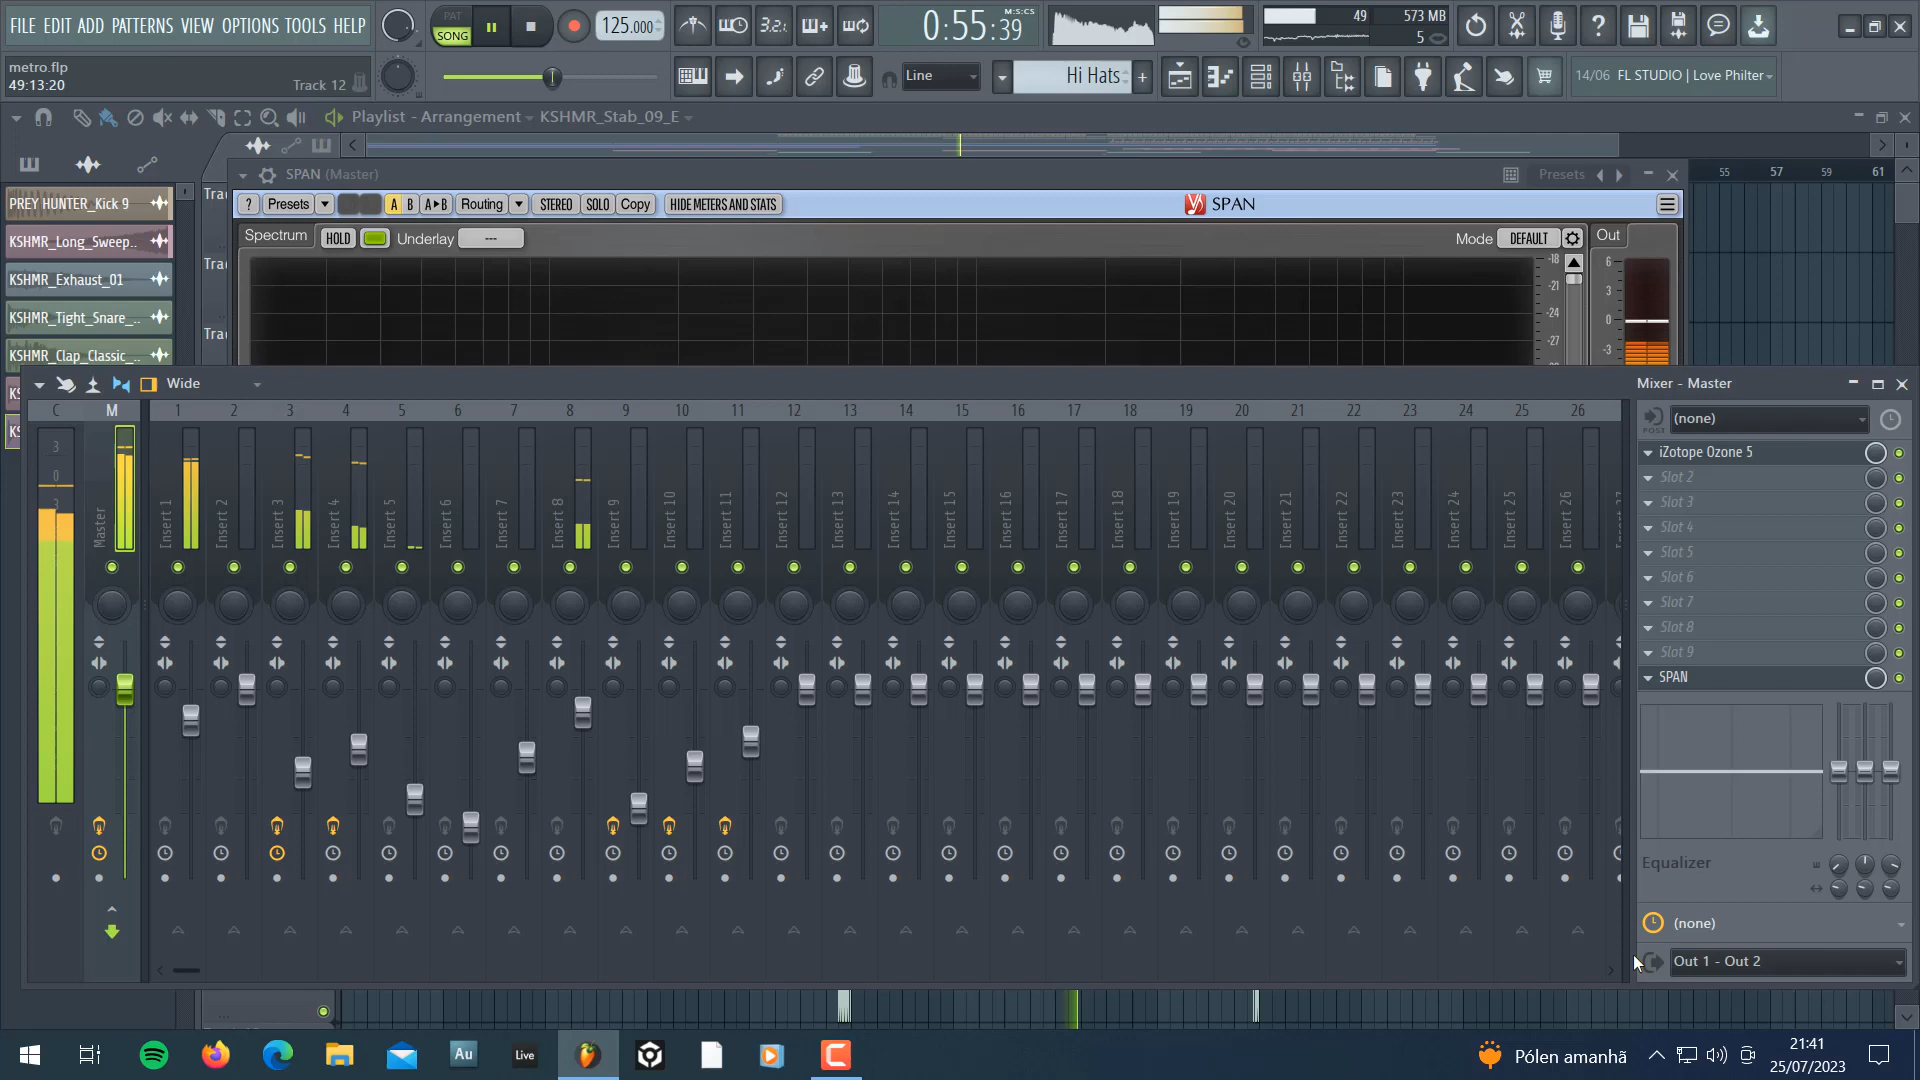 FILE EDIT ADD PATTERNS VIEW OPTIONS TOOLS HELP
PAT
SONG
125.000
3.2.
0:55:39
M:S:CS
49
573 MB
5
metro.flp
49:13:20
Track 12
Line
Hi Hats
14/06 FL STUDIO | Love Philter
Playlist - Arrangement
KSHMR_Stab_09_E
PREY HUNTER_Kick 9
KSHMR_Long_Sweep..
KSHMR_Exhaust_01
KSHMR_Tight_Snare_..
KSHMR_Clap_Classic_..
KS
KS
Trac
Trac
Trac
SPAN (Master)
Presets
55
57
59
61
? Presets A B A▸B Routing STEREO SOLO Copy HIDE METERS AND STATS
SPAN
Spectrum HOLD Underlay ---
Mode DEFAULT Out
-18
-21
-24
-27
6
3
0
-3
Wide
Mixer - Master
C M 1 2 3 4 5 6 7 8 9 10 11 12 13 14 15 16 17 18 19 20 21 22 23 24 25 26
3
0
3
Master
Insert 1
Insert 2
Insert 3
Insert 4
Insert 5
Insert 6
Insert 7
Insert 8
Insert 9
Insert 10
Insert 11
Insert 12
Insert 13
Insert 14
Insert 15
Insert 16
Insert 17
Insert 18
Insert 19
Insert 20
Insert 21
Insert 22
Insert 23
Insert 24
Insert 25
Insert 26
POST
(none)
iZotope Ozone 5
Slot 2
Slot 3
Slot 4
Slot 5
Slot 6
Slot 7
Slot 8
Slot 9
SPAN
Equalizer
(none)
Out 1 - Out 2
...
Au
Live
Pólen amanhã
21:41
25/07/2023